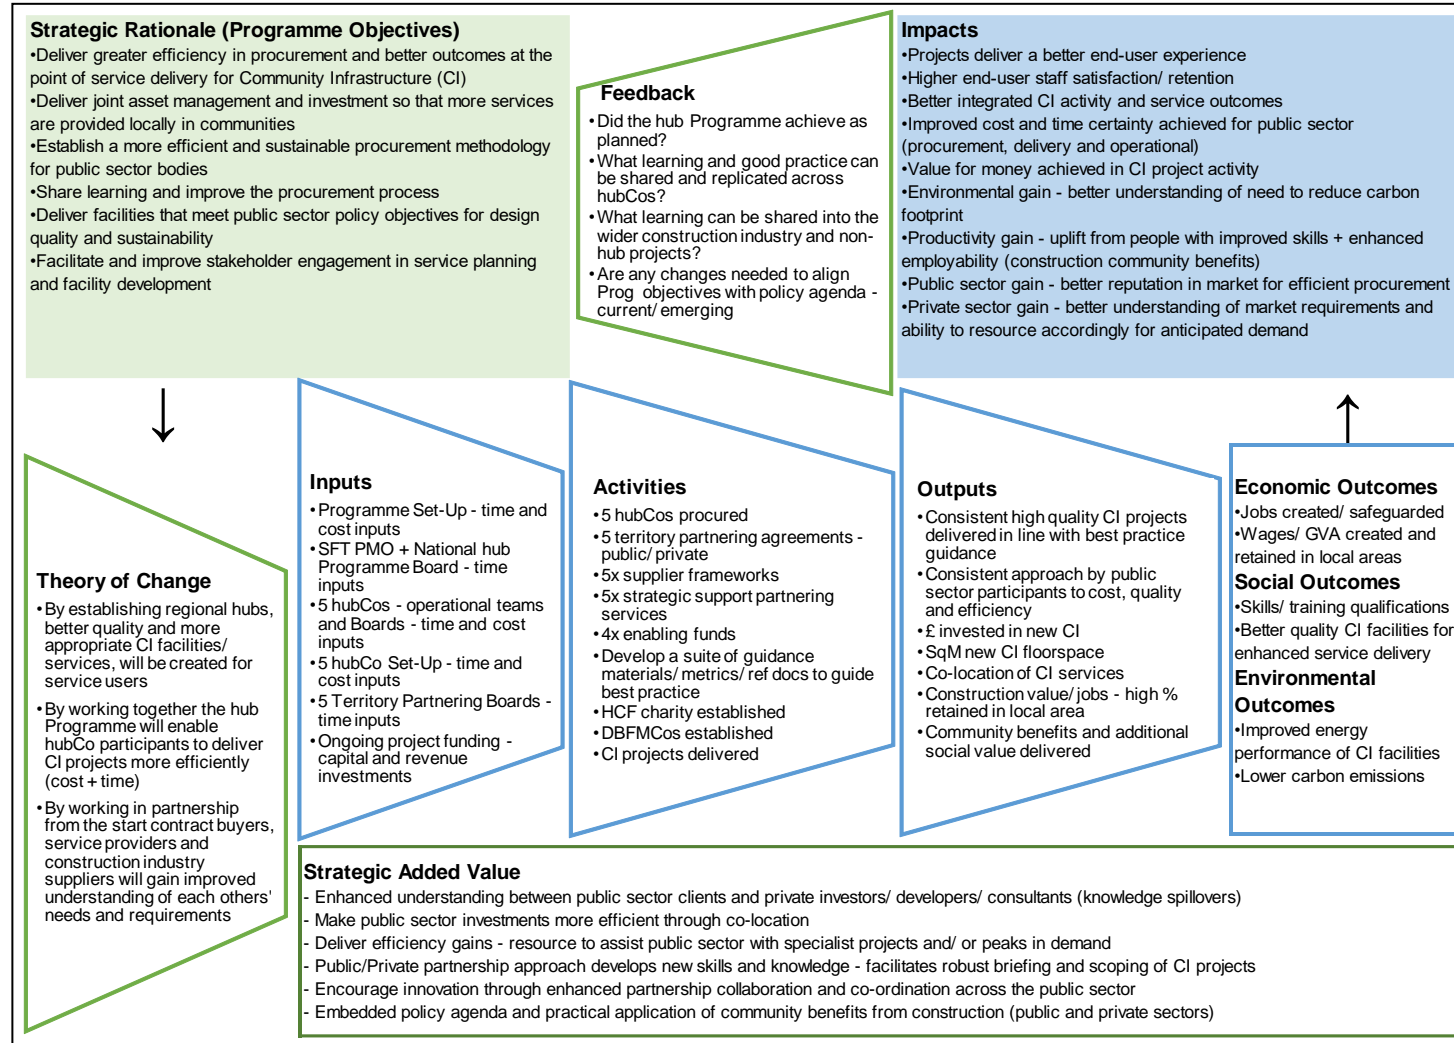 Strategic Rationale (Programme Objectives)
•Deliver greater efficiency in procurement and better outcomes at the
point of service delivery for Community Infrastructure (CI)
•Deliver joint asset management and investment so that more services
are provided locally in communities
•Establish a more efficient and sustainable procurement methodology
for public sector bodies
•Share learning and improve the procurement process
•Deliver facilities that meet public sector policy objectives for design
quality and sustainability
•Facilitate and improve stakeholder engagement in service planning
and facility development
Feedback
•Did the hub Programme achieve as
planned?
•What learning and good practice can
be shared and replicated across
hubCos?
•What learning can be shared into the
wider construction industry and non-
hub projects?
•Are any changes needed to align
Prog objectives with policy agenda -
current/ emerging
Impacts
•Projects deliver a better end-user experience
•Higher end-user staff satisfaction/ retention
•Better integrated CI activity and service outcomes
•Improved cost and time certainty achieved for public sector
(procurement, delivery and operational)
•Value for money achieved in CI project activity
•Environmental gain - better understanding of need to reduce carbon
footprint
•Productivity gain - uplift from people with improved skills + enhanced
employability (construction community benefits)
•Public sector gain - better reputation in market for efficient procurement
•Private sector gain - better understanding of market requirements and
ability to resource accordingly for anticipated demand
Theory of Change
•By establishing regional hubs,
better quality and more
appropriate CI facilities/
services, will be created for
service users
•By working together the hub
Programme will enable
hubCo participants to deliver
CI projects more efficiently
(cost + time)
•By working in partnership
from the start contract buyers,
service providers and
construction industry
suppliers will gain improved
understanding of each others'
needs and requirements
Inputs
•Programme Set-Up - time and
cost inputs
•SFT PMO + National hub
Programme Board - time
inputs
•5 hubCos - operational teams
and Boards - time and cost
inputs
•5 hubCo Set-Up - time and
cost inputs
•5 Territory Partnering Boards -
time inputs
•Ongoing project funding -
capital and revenue
investments
Activities
•5 hubCos procured
•5 territory partnering agreements -
public/ private
•5x supplier frameworks
•5x strategic support partnering
services
•4x enabling funds
•Develop a suite of guidance
materials/ metrics/ ref docs to guide
best practice
•HCF charity established
•DBFMCos established
•CI projects delivered
Outputs
•Consistent high quality CI projects
delivered in line with best practice
guidance
•Consistent approach by public
sector participants to cost, quality
and efficiency
•£ invested in new CI
•SqM new CI floorspace
•Co-location of CI services
•Construction value/ jobs - high %
retained in local area
•Community benefits and additional
social value delivered
Economic Outcomes
•Jobs created/ safeguarded
•Wages/ GVA created and
retained in local areas
Social Outcomes
•Skills/ training qualifications
•Better quality CI facilities for
enhanced service delivery
Environmental
Outcomes
•Improved energy
performance of CI facilities
•Lower carbon emissions
Strategic Added Value
- Enhanced understanding between public sector clients and private investors/ developers/ consultants (knowledge spillovers)
- Make public sector investments more efficient through co-location
- Deliver efficiency gains - resource to assist public sector with specialist projects and/ or peaks in demand
- Public/Private partnership approach develops new skills and knowledge - facilitates robust briefing and scoping of CI projects
- Encourage innovation through enhanced partnership collaboration and co-ordination across the public sector
- Embedded policy agenda and practical application of community benefits from construction (public and private sectors)